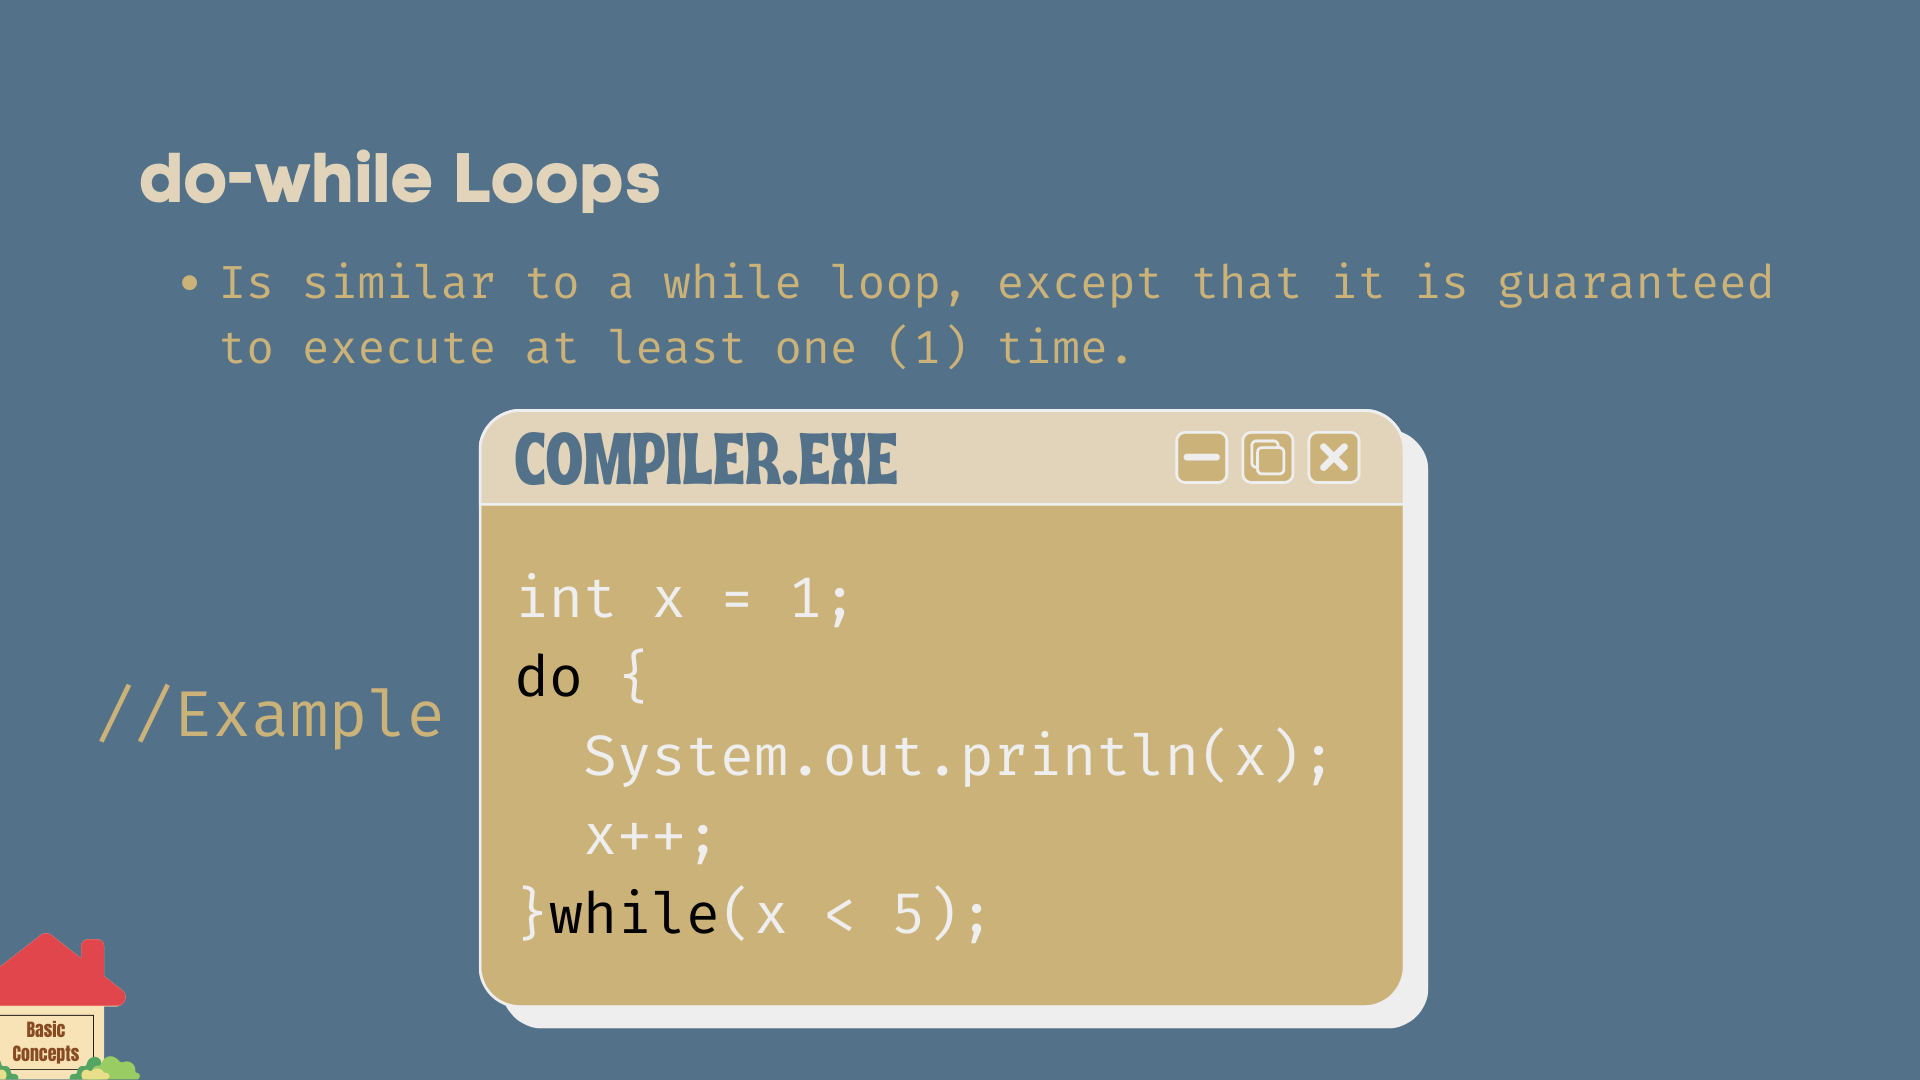 do-while Loops
• Is similar to a while loop, except that it is guaranteed
to execute at least one (1) time.
COMPILER.EXE
int x = 1;
do {
  System.out.println(x);
  x++;
}while(x < 5);
//Example
Basic
Concepts